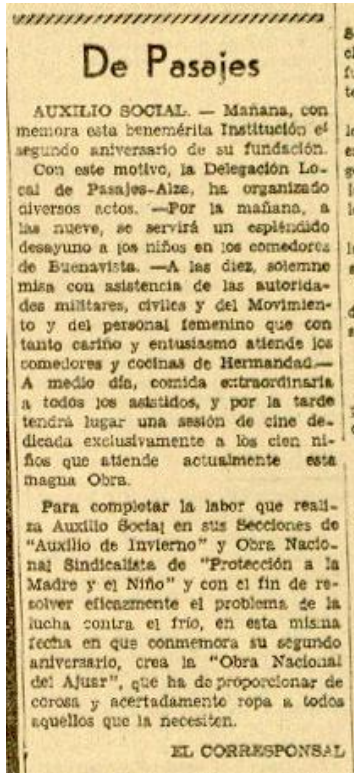 De Pasajes
AUXILIO SOCIAL. — Mañana, con
memora esta benemérita Institución el
segundo aniversario de su fundación.
Con este motivo, la Delegación Lo-
cal de Pasajes-Alza, ha organizado
diversos actos. —Por la mañana, a
las nueve, se servirá un espléndido
desayuno a los niños en los comedores
de Buenavista. —A las diez, solemne
misa con asistencia de las autorida-
des militares, civiles y del Movimien-
to y del personal femenino que con
tanto cariño y entusiasmo atiende los
comedores y cocinas de Hermandad.—
A medio día, comida extraordinaria
a todos los asistidos, y por la tarde
tendrá lugar una sesión de cine de-
dicada exclusivamente a los cien ni-
ños que atiende actualmente esta
magna Obra.
Para completar la labor que reali-
za Auxilio Social en sus Secciones de
"Auxilio de Invierno" y Obra Nacio-
nal Sindicalista de "Protección a la
Madre y el Niño" y con el fin de re-
solver eficazmente el problema de la
lucha contra el frío, en esta misma
fecha en que conmemora su segundo
aniversario, crea la "Obra Nacional
del Ajuar", que ha de proporcionar de
corosa y acertadamente ropa a todos
aquellos que la necesiten.
EL CORRESPONSAL